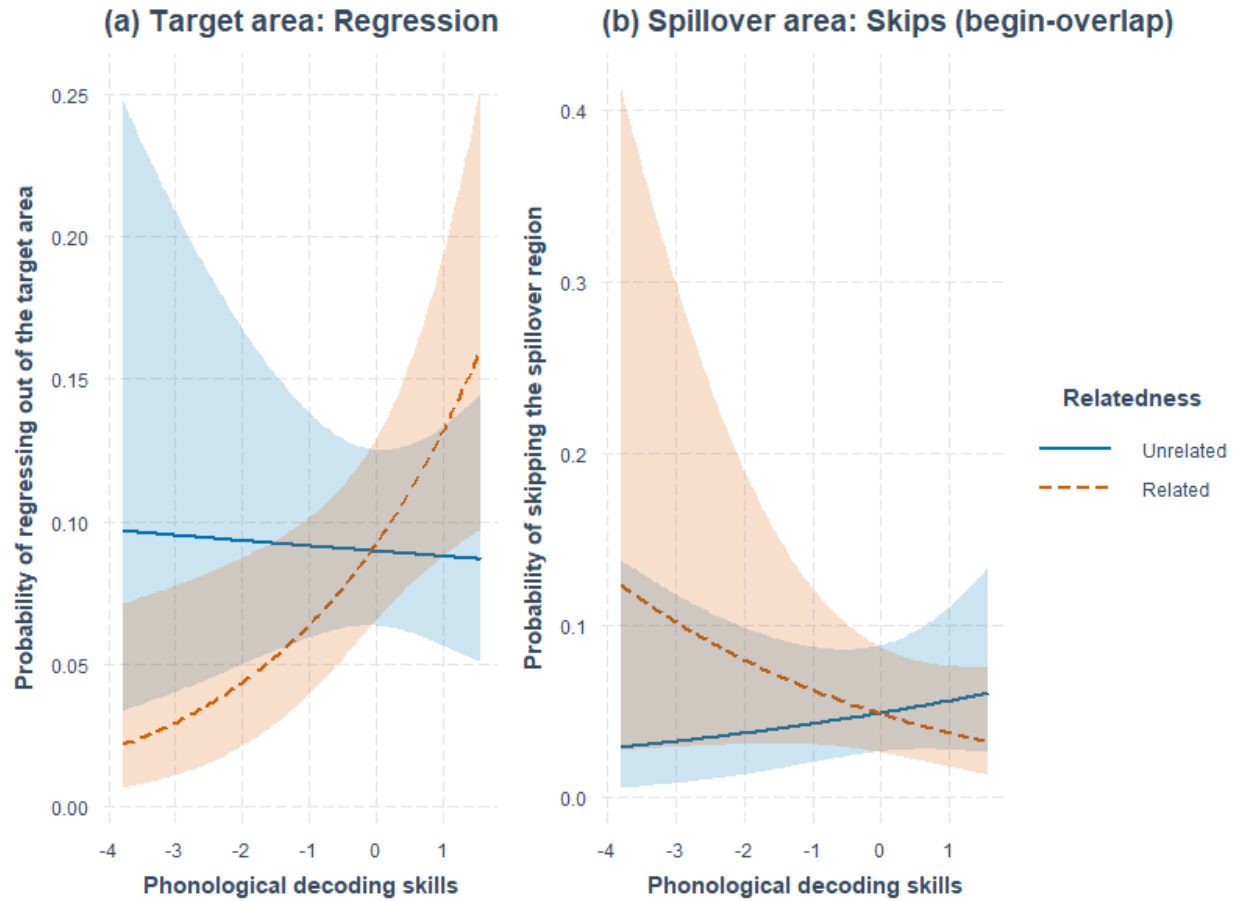 (a) Target area: Regression
Probability of regressing out of the target area
0.25
0.20
0.15
0.10
0.05
0.00
-4 -3 -2 -1 0 1
Phonological decoding skills
(b) Spillover area: Skips (begin-overlap)
Probability of skipping the spillover region
0.4
0.3
0.2
0.1
0.0
-4 -3 -2 -1 0 1
Phonological decoding skills
Relatedness
Unrelated
Related